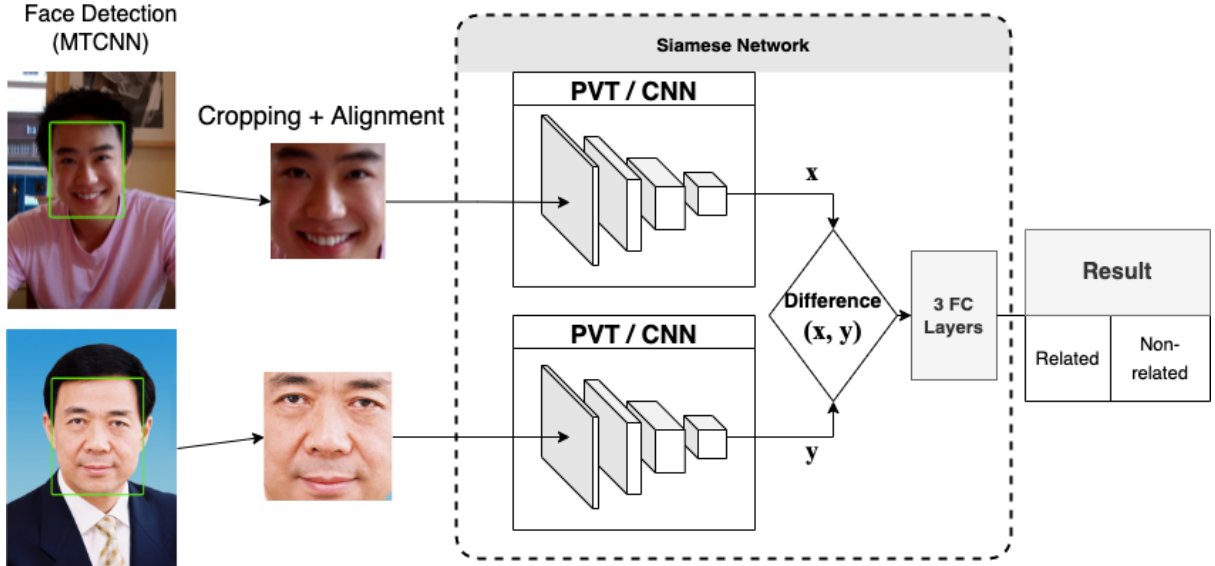 Face Detection
(MTCNN)
Cropping + Alignment
Siamese Network
PVT / CNN
x
Difference
(x, y)
3 FC
Layers
Result
Related
Non-
related
PVT / CNN
y